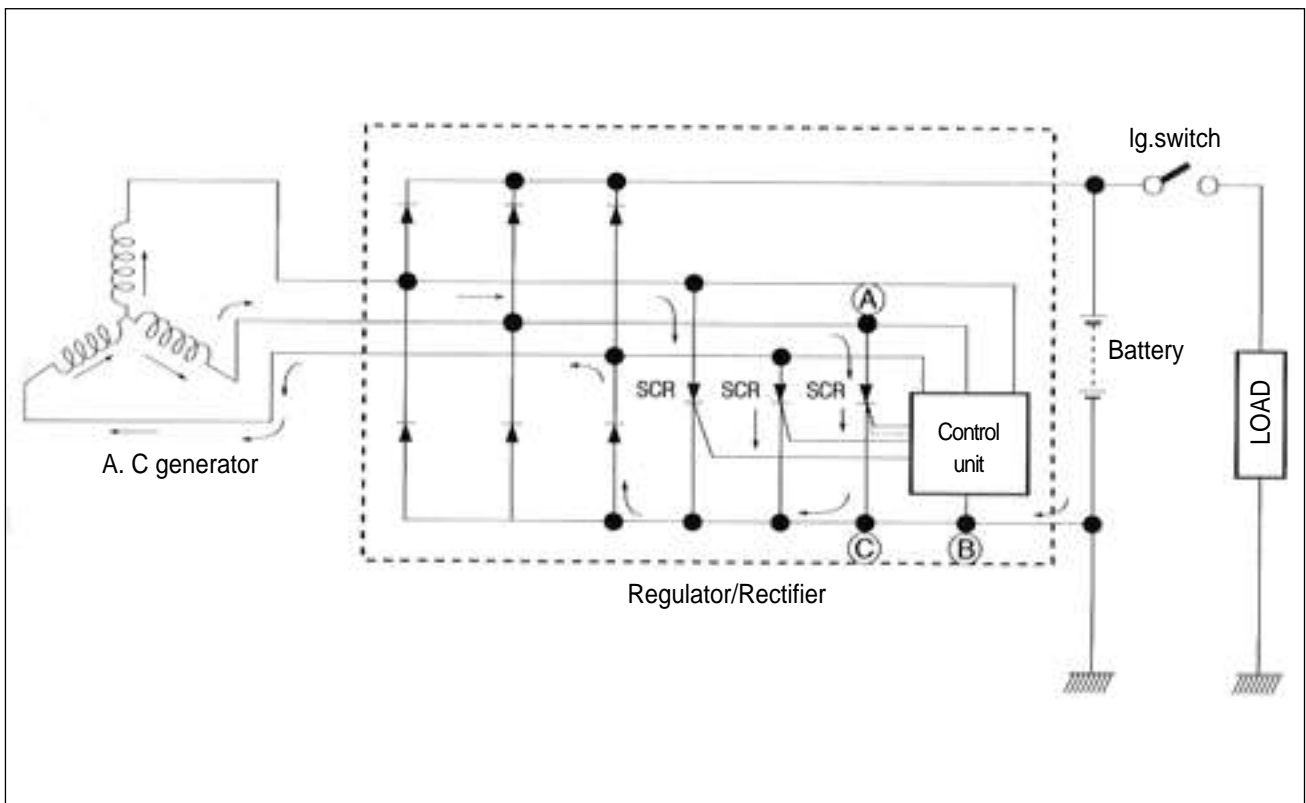 Ig.switch
A
Battery
SCR
SCR
SCR
Control
unit
LOAD
A. C generator
C
B
Regulator/Rectifier